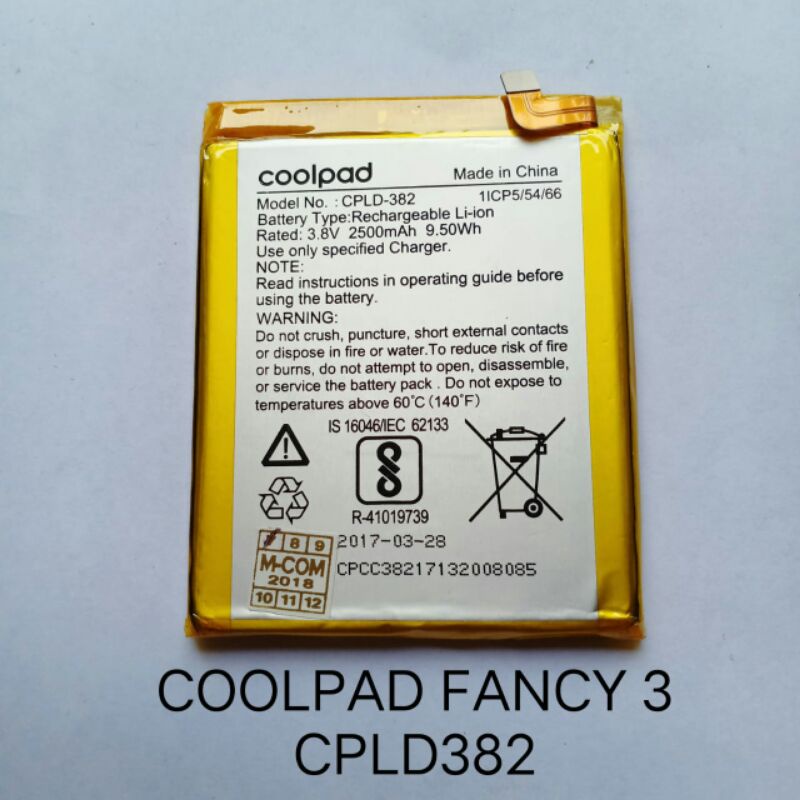 coolpad Made in China
Model No. : CPLD-382 1ICP5/54/66
Battery Type:Rechargeable Li-ion
Rated: 3.8V 2500mAh 9.50Wh
Use only specified Charger.
NOTE:
Read instructions in operating guide before
using the battery.
WARNING:
Do not crush, puncture, short external contacts
or dispose in fire or water.To reduce risk of fire
or burns, do not attempt to open, disassemble,
or service the battery pack . Do not expose to
temperatures above 60°C (140°F)
IS 16046/IEC 62133
R-41019739
2017-03-28
CPCC38217132008085
8 9
M-COM
2018
10 11 12
COOLPAD FANCY 3
CPLD382